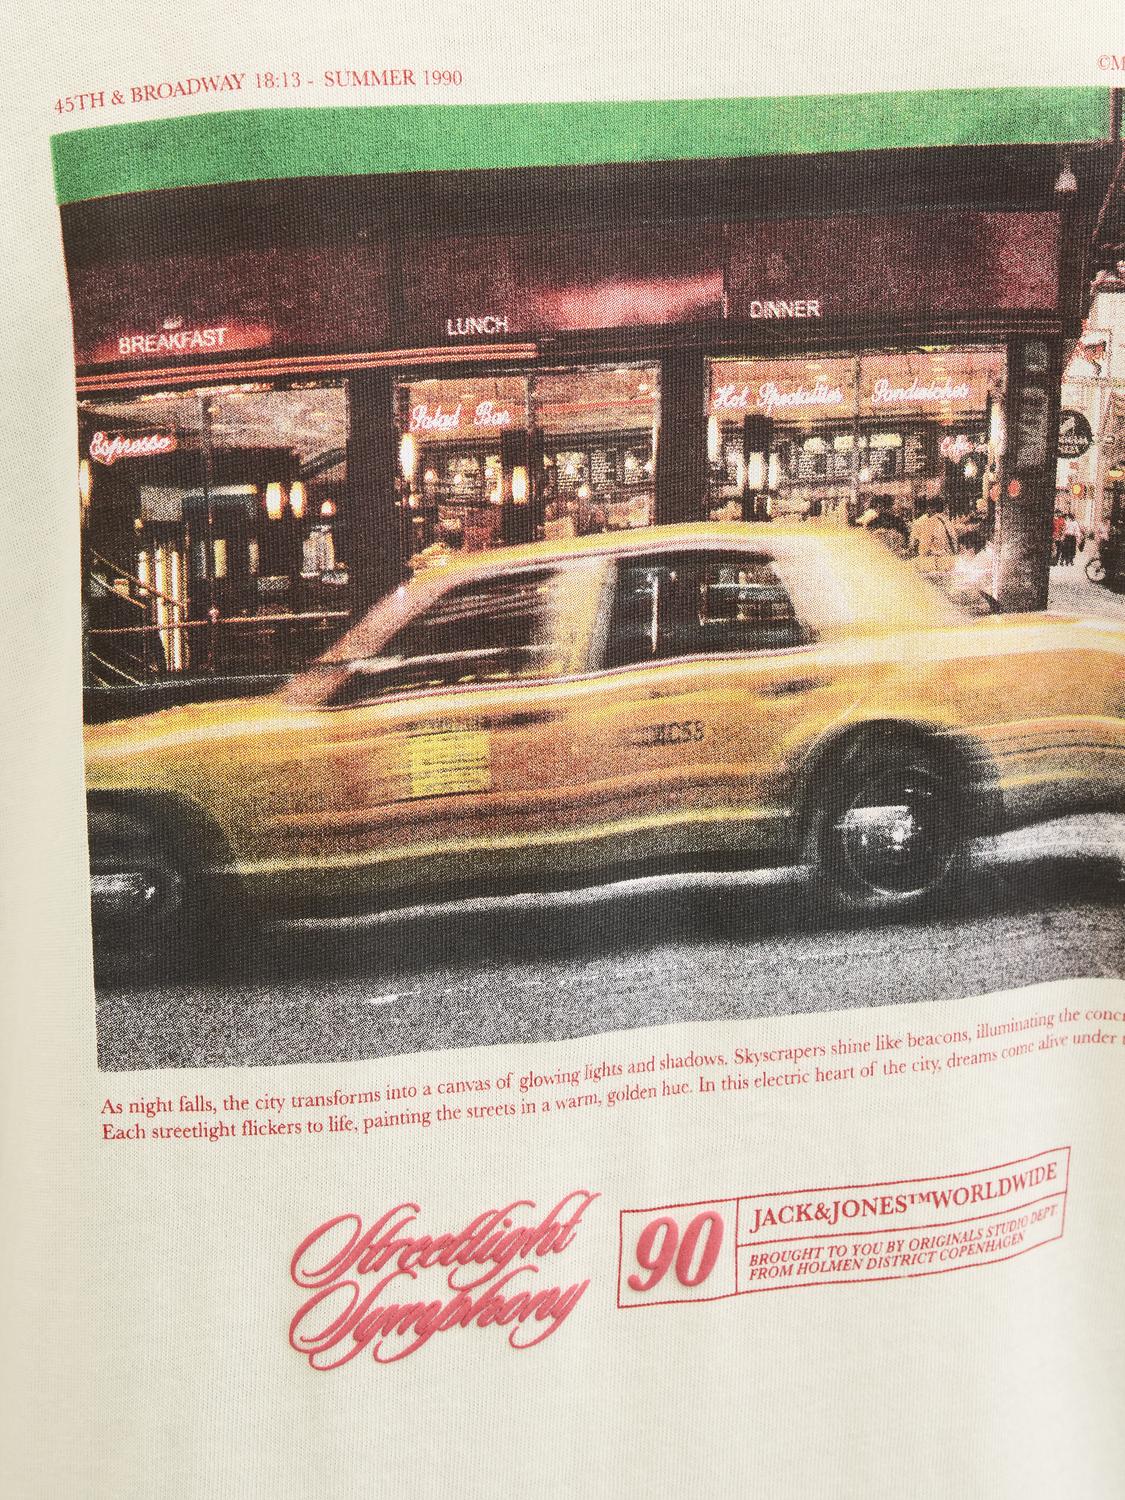 45TH & BROADWAY 18:13 - SUMMER 1990
©M
BREAKFAST
LUNCH
DINNER
Espresso
Salad Bar
Hot Specialties
Sandwiches
Coffee
As night falls, the city transforms into a canvas of glowing lights and shadows. Skyscrapers shine like beacons, illuminating the conc
Each streetlight flickers to life, painting the streets in a warm, golden hue. In this electric heart of the city, dreams come alive under
Streetlight
Symphony
90
JACK&JONES™WORLDWIDE
BROUGHT TO YOU BY ORIGINALS STUDIO DEPT.
FROM HOLMEN DISTRICT COPENHAGEN